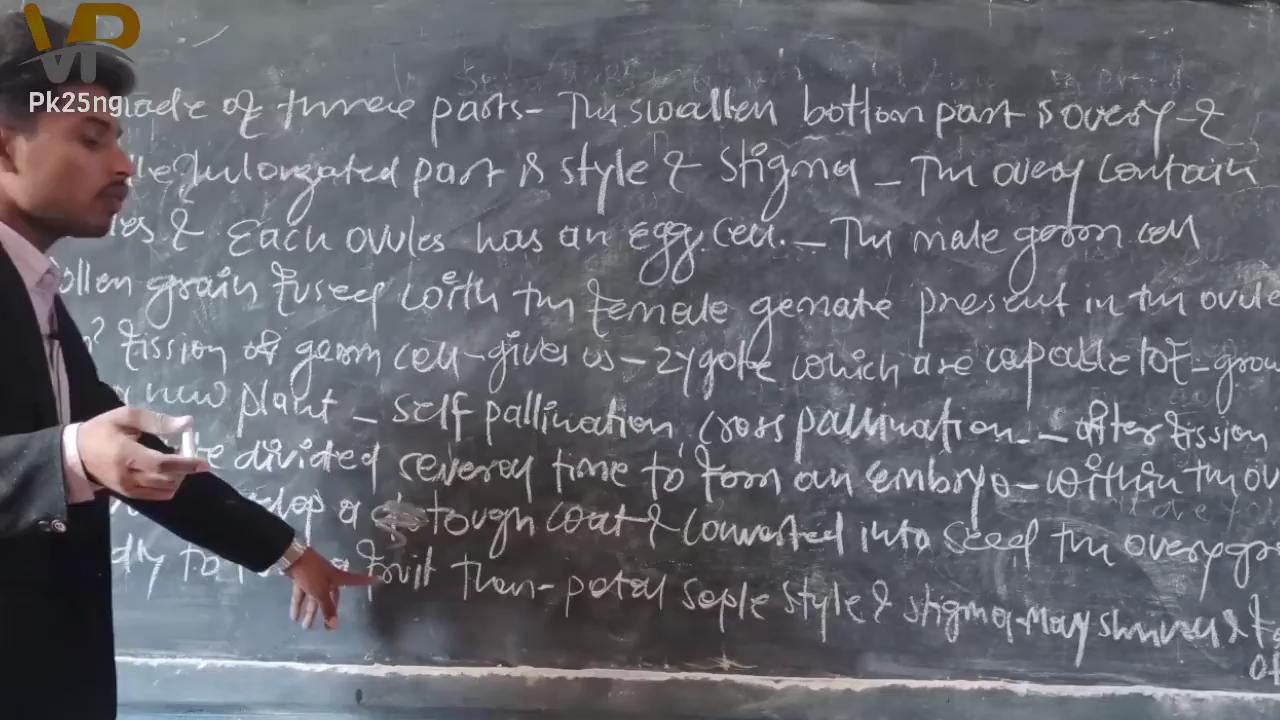 VP
Pk25ng
made of three parts- The swallen bottom part is overy &
elongated part is style & stigma - The overy contain
& Each ovules has an egg cell. - The male germ cell
pollen grain fused with the female gemate present in the ovule
fission of germ cell - gives us - zygote which are capable to - grow
new plant - self pallination, cross pallination. - after fission
divided several time to form an embryo - within the ov
a tough coat & converted into seed the overy gro
to fruit then - petal seple style & stigma - May shrivel &
of